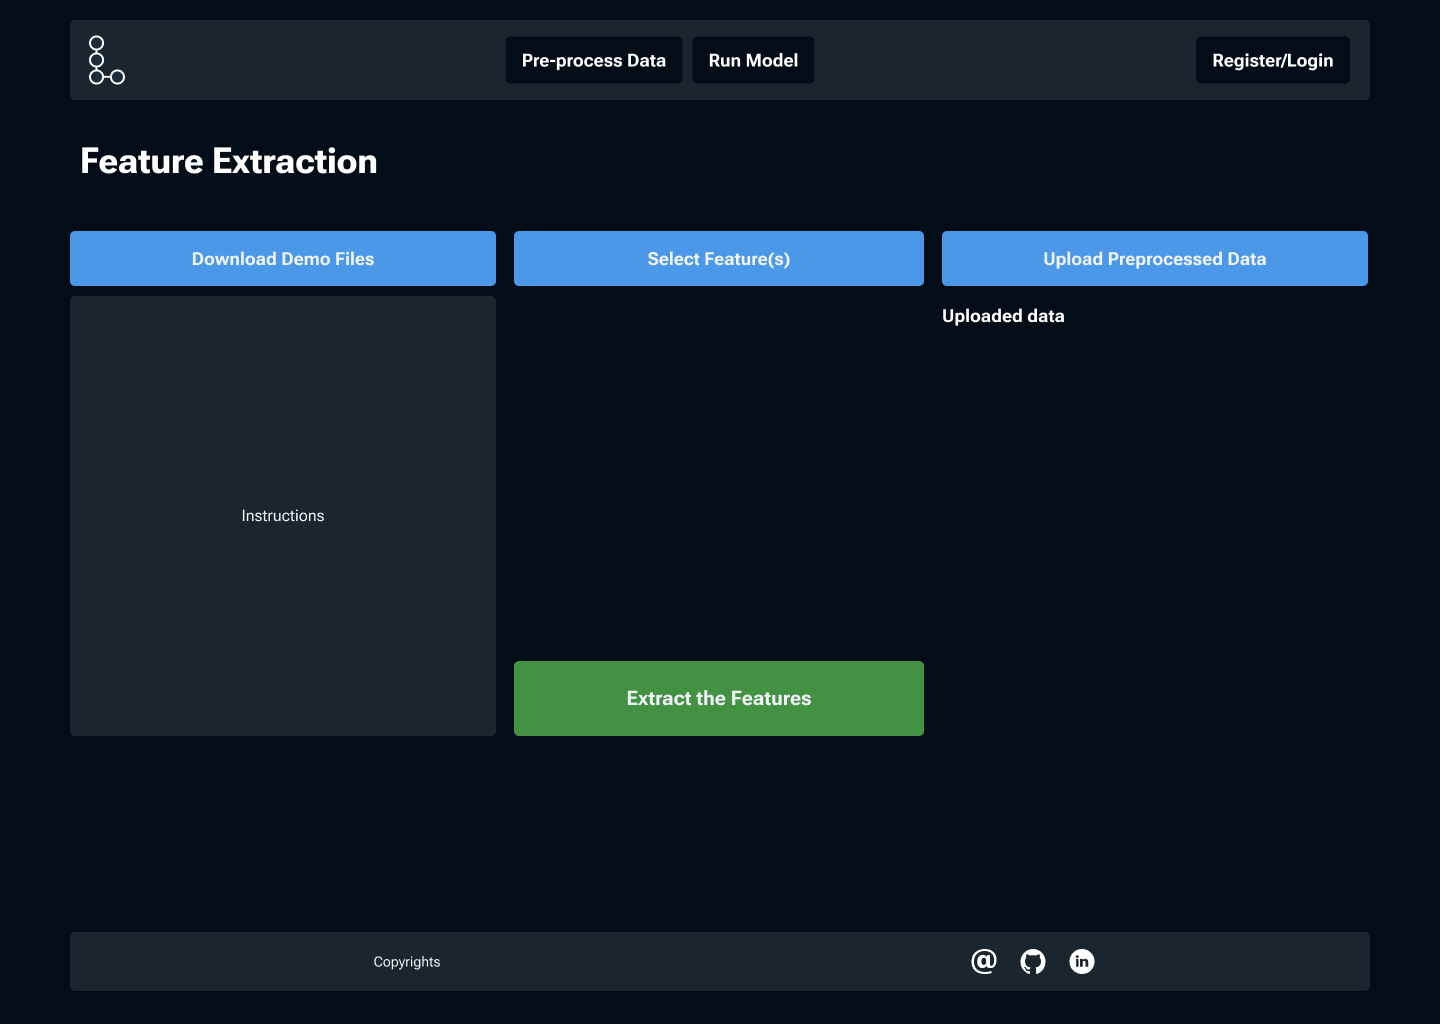 Pre-process Data
Run Model
Register/Login
Feature Extraction
Download Demo Files
Select Feature(s)
Upload Preprocessed Data
Uploaded data
Instructions
Extract the Features
Copyrights
@
in